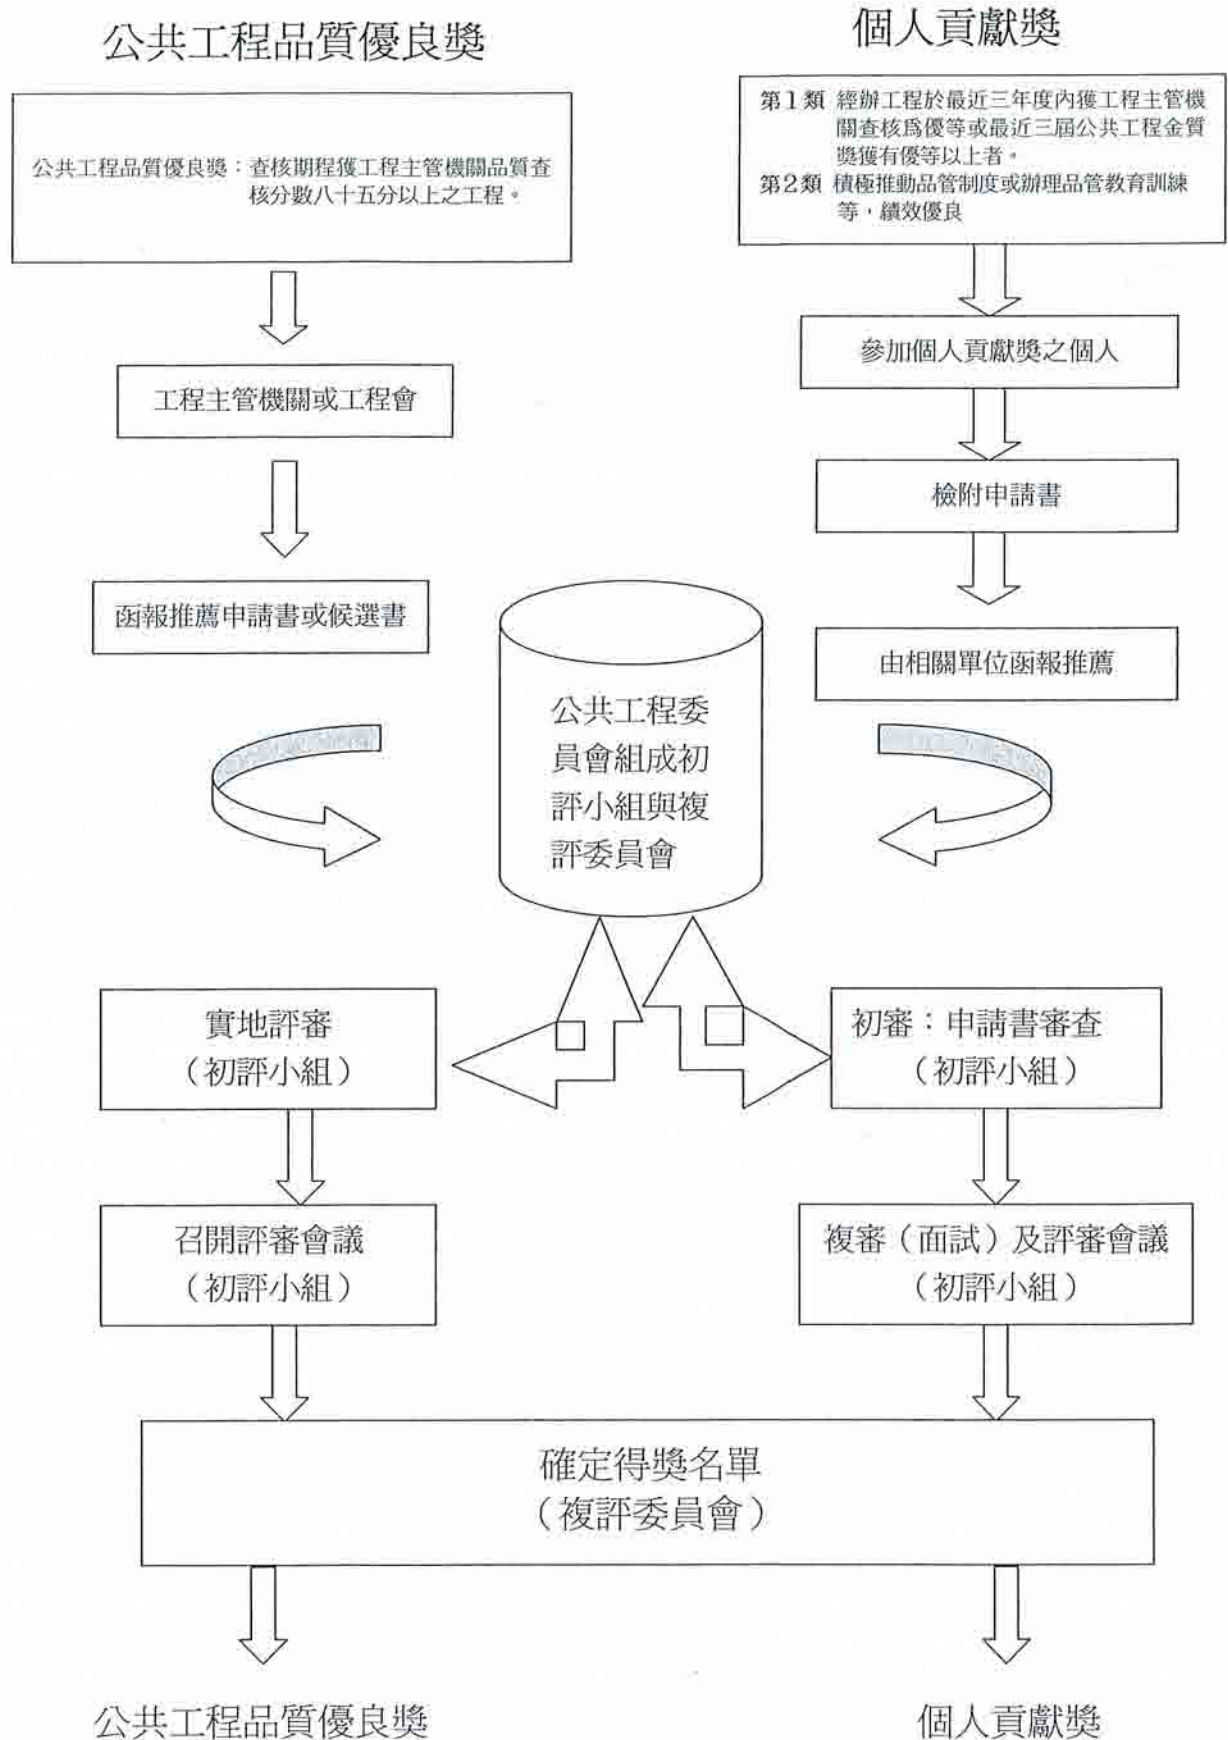 公共工程品質優良獎
公共工程品質優良獎：查核期程獲工程主管機關品質查
核分數八十五分以上之工程。
工程主管機關或工程會
函報推薦申請書或候選書
個人貢獻獎
第1類 經辦工程於最近三年度內獲工程主管機
關查核爲優等或最近三屆公共工程金質
獎獲有優等以上者。
第2類 積極推動品管制度或辦理品管教育訓練
等，績效優良
參加個人貢獻獎之個人
檢附申請書
由相關單位函報推薦
公共工程委
員會組成初
評小組與複
評委員會
實地評審
（初評小組）
召開評審會議
（初評小組）
初審：申請書審查
（初評小組）
複審（面試）及評審會議
（初評小組）
確定得獎名單
（複評委員會）
公共工程品質優良獎
個人貢獻獎